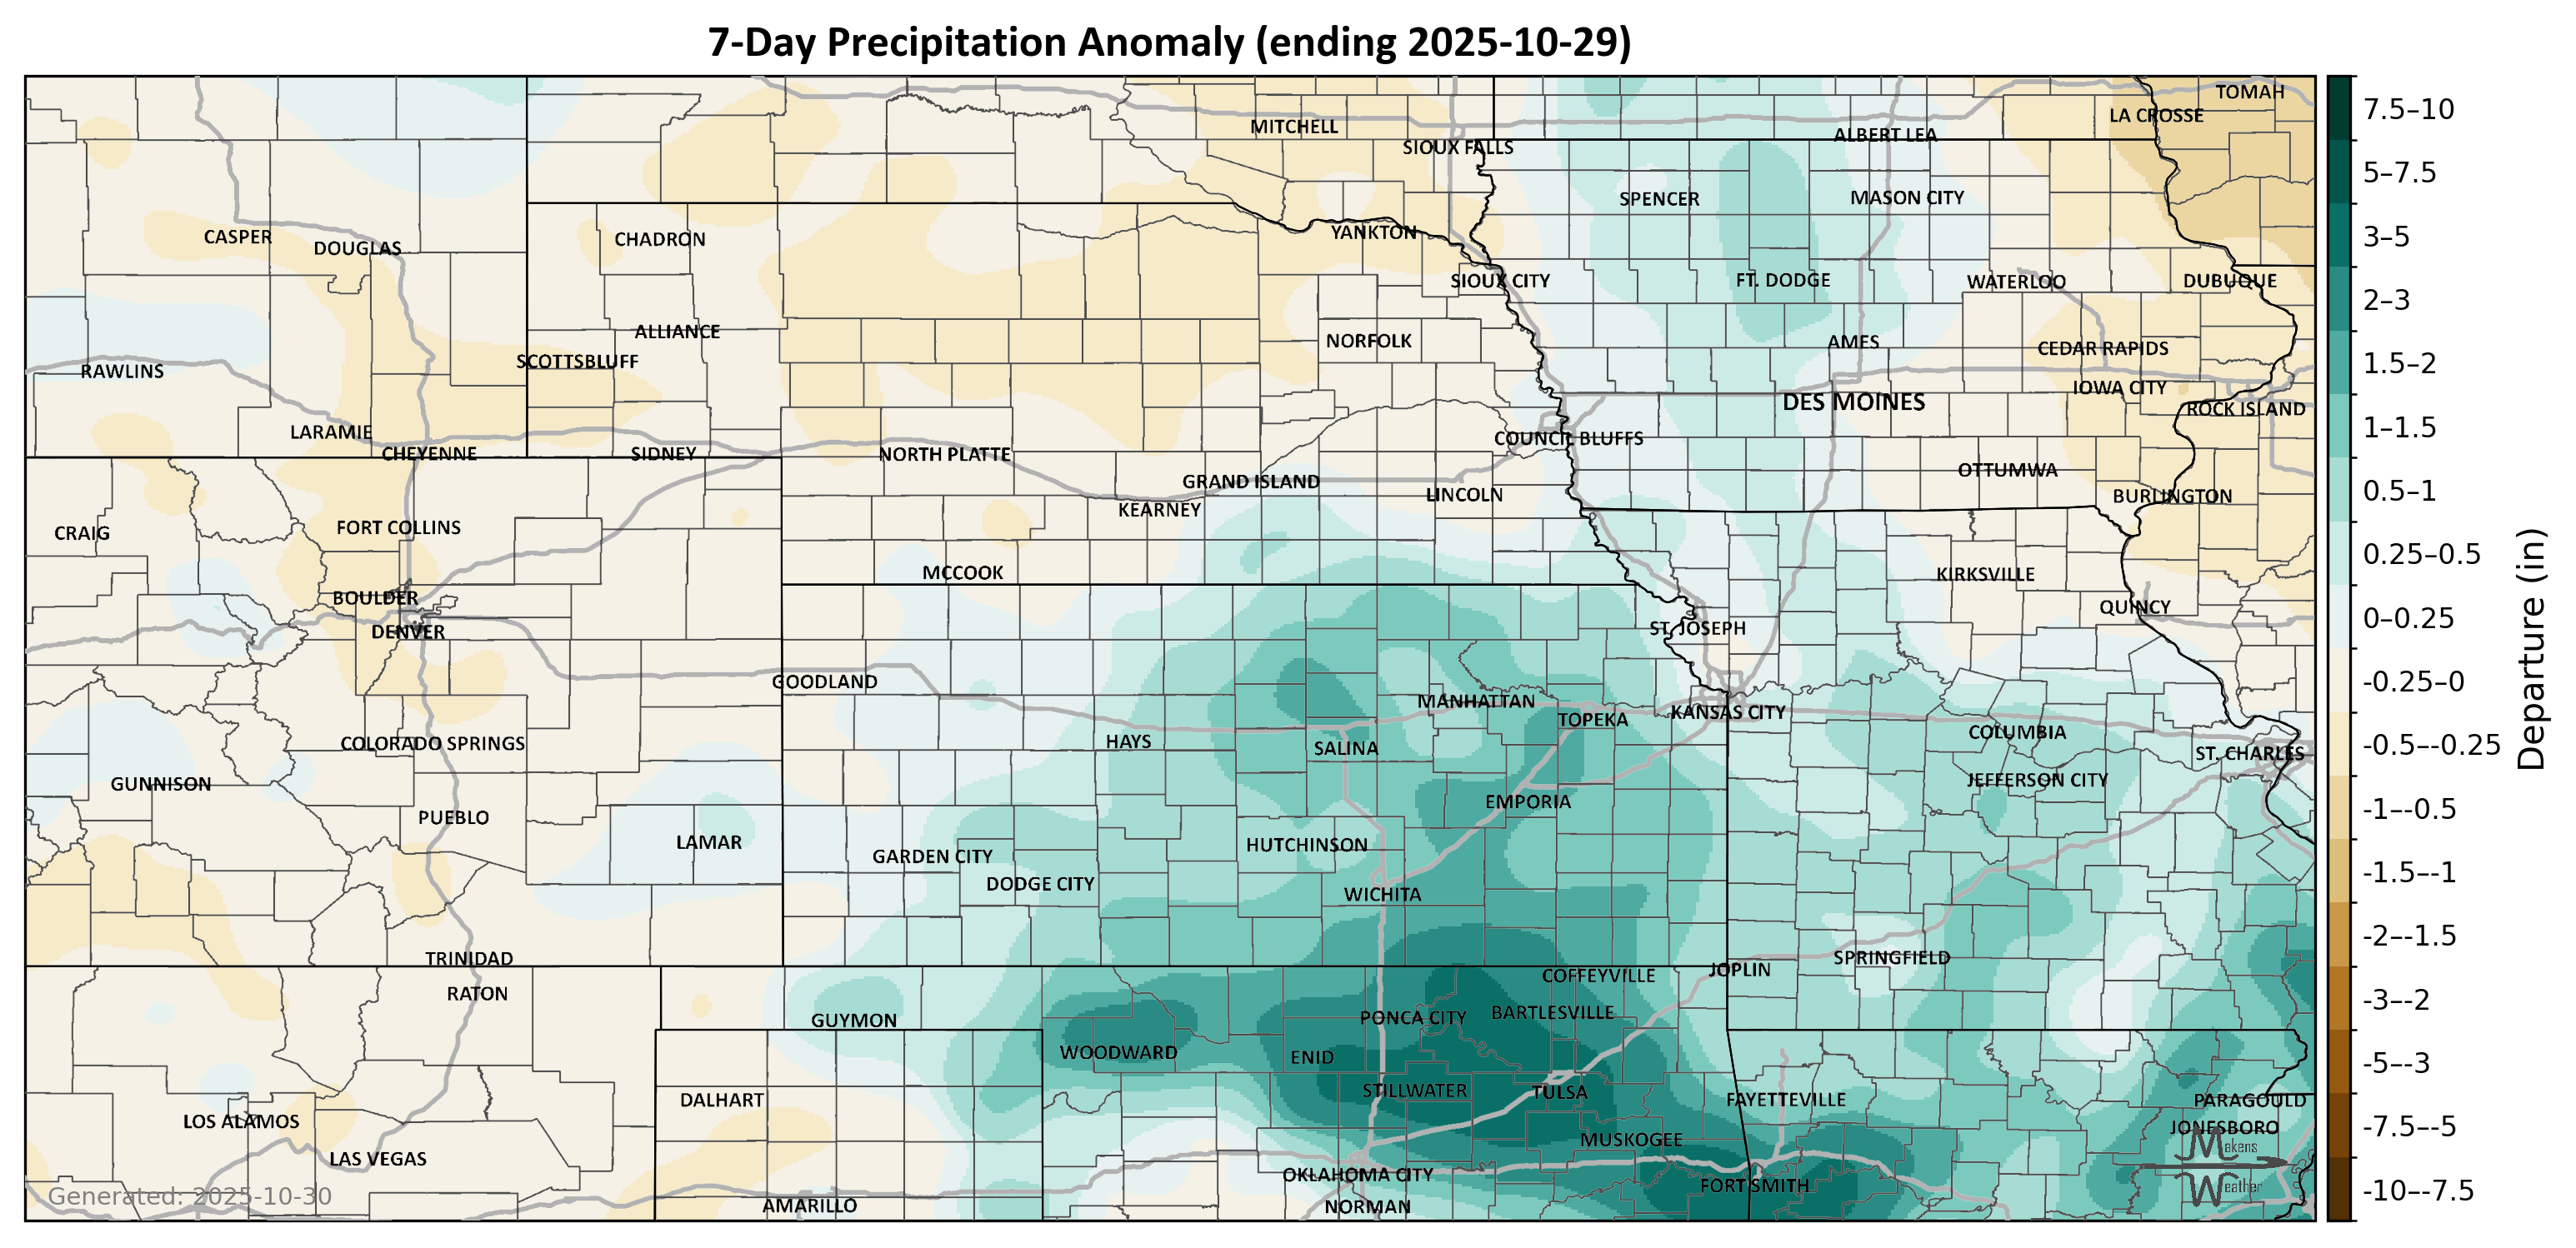 7-Day Precipitation Anomaly (ending 2025-10-29)
TOMAH
LA CROSSE
MITCHELL
ALBERT LEA
SIOUX FALLS
SPENCER
MASON CITY
CASPER
DOUGLAS
CHADRON
YANKTON
SIOUX CITY
FT. DODGE
WATERLOO
DUBUQUE
ALLIANCE
NORFOLK
AMES
CEDAR RAPIDS
SCOTTSBLUFF
RAWLINS
IOWA CITY
DES MOINES
ROCK ISLAND
LARAMIE
COUNCIL BLUFFS
CHEYENNE
SIDNEY
NORTH PLATTE
OTTUMWA
GRAND ISLAND
LINCOLN
BURLINGTON
KEARNEY
CRAIG
FORT COLLINS
MCCOOK
KIRKSVILLE
BOULDER
QUINCY
DENVER
ST. JOSEPH
GOODLAND
MANHATTAN
TOPEKA
KANSAS CITY
COLUMBIA
COLORADO SPRINGS
HAYS
SALINA
ST. CHARLES
GUNNISON
JEFFERSON CITY
PUEBLO
EMPORIA
LAMAR
GARDEN CITY
HUTCHINSON
DODGE CITY
WICHITA
TRINIDAD
SPRINGFIELD
JOPLIN
COFFEYVILLE
RATON
GUYMON
PONCA CITY
BARTLESVILLE
WOODWARD
ENID
STILLWATER
TULSA
DALHART
FAYETTEVILLE
PARAGOULD
LOS ALAMOS
JONESBORO
MUSKOGEE
LAS VEGAS
OKLAHOMA CITY
FORT SMITH
AMARILLO
NORMAN
Makens
Weather
Generated: 2025-10-30
7.5–10
5–7.5
3–5
2–3
1.5–2
1–1.5
0.5–1
0.25–0.5
0–0.25
-0.25–0
-0.5–-0.25
-1–-0.5
-1.5–-1
-2–-1.5
-3–-2
-5–-3
-7.5–-5
-10–-7.5
Departure (in)